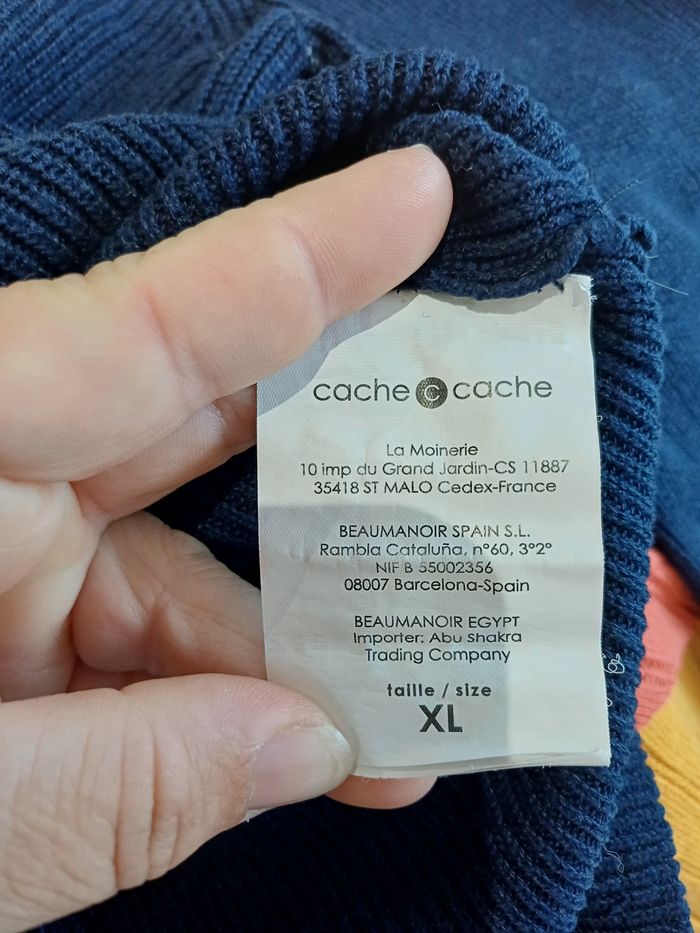 cache c cache
La Moinerie
10 imp du Grand Jardin-CS 11887
35418 ST MALO Cedex-France
BEAUMANOIR SPAIN S.L.
Rambla Cataluña, n°60, 3°2°
NIF B 55002356
08007 Barcelona-Spain
BEAUMANOIR EGYPT
Importer: Abu Shakra
Trading Company
taille / size
XL